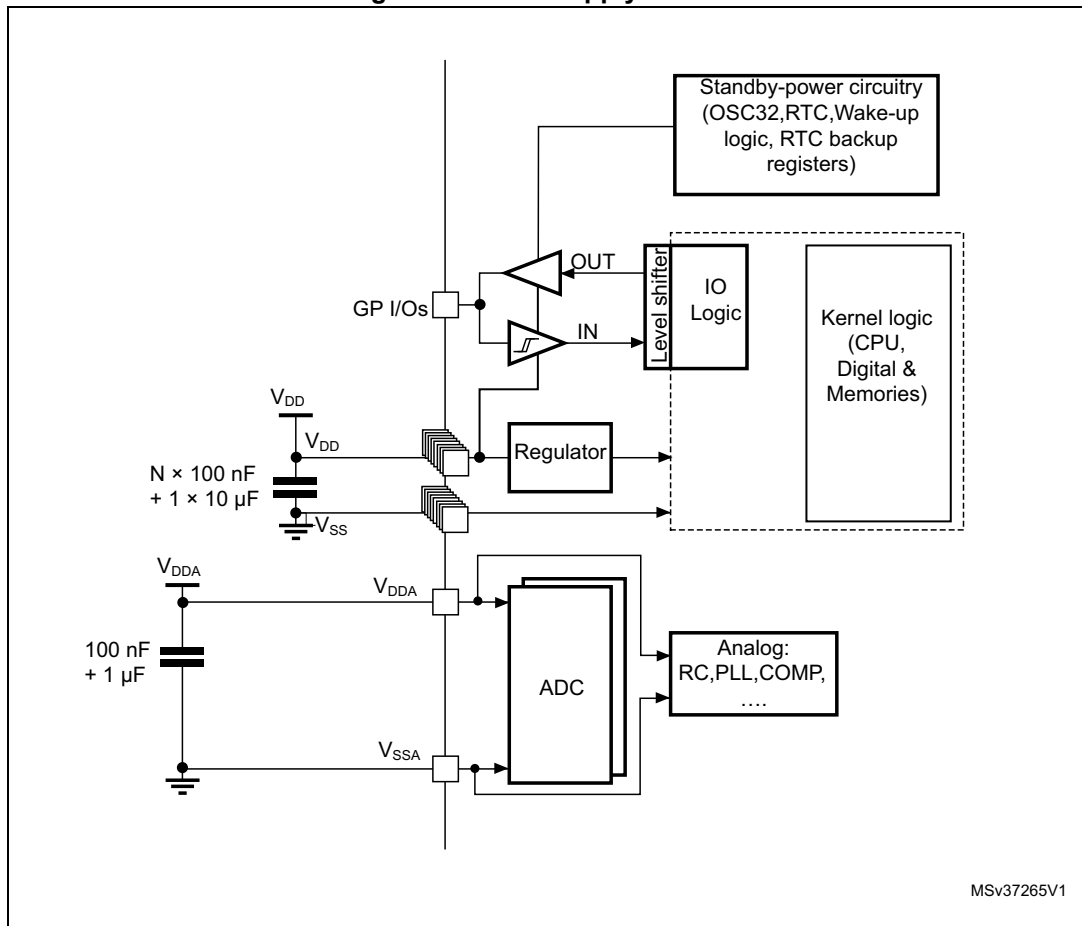 Standby-power circuitry
(OSC32,RTC,Wake-up
logic, RTC backup
registers)
OUT
GP I/Os
IN
Level shifter
IO
Logic
Kernel logic
(CPU,
Digital &
Memories)
VDD
VDD
Regulator
N × 100 nF
+ 1 × 10 µF
VSS
VDDA
VDDA
100 nF
+ 1 µF
ADC
Analog:
RC,PLL,COMP,
....
VSSA
MSv37265V1